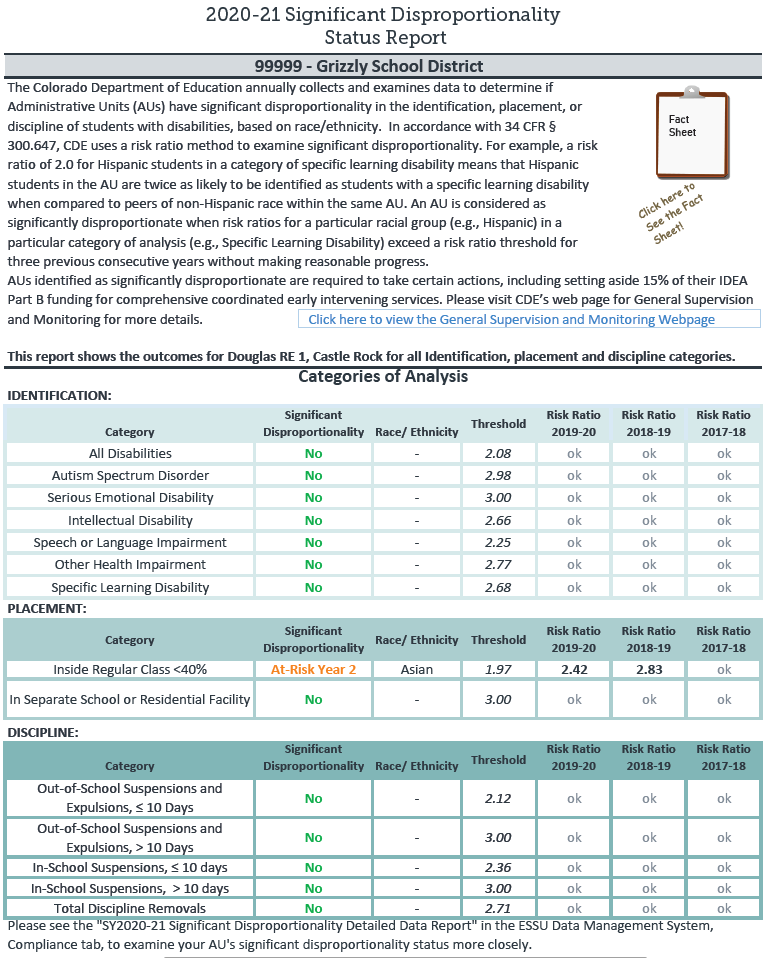 2020-21 Significant Disproportionality
Status Report
99999 - Grizzly School District
The Colorado Department of Education annually collects and examines data to determine if
Administrative Units (AUs) have significant disproportionality in the identification, placement, or
discipline of students with disabilities, based on race/ethnicity. In accordance with 34 CFR §
300.647, CDE uses a risk ratio method to examine significant disproportionality. For example, a risk
ratio of 2.0 for Hispanic students in a category of specific learning disability means that Hispanic
students in the AU are twice as likely to be identified as students with a specific learning disability
when compared to peers of non-Hispanic race within the same AU. An AU is considered as
significantly disproportionate when risk ratios for a particular racial group (e.g., Hispanic) in a
particular category of analysis (e.g., Specific Learning Disability) exceed a risk ratio threshold for
three previous consecutive years without making reasonable progress.
Fact
Sheet
Click here to
See the Fact
Sheet!
AUs identified as significantly disproportionate are required to take certain actions, including setting aside 15% of their IDEA
Part B funding for comprehensive coordinated early intervening services. Please visit CDE's web page for General Supervision
and Monitoring for more details. Click here to view the General Supervision and Monitoring Webpage
This report shows the outcomes for Douglas RE 1, Castle Rock for all Identification, placement and discipline categories.
Categories of Analysis
IDENTIFICATION:
Category Significant Disproportionality Race/ Ethnicity Threshold Risk Ratio 2019-20 Risk Ratio 2018-19 Risk Ratio 2017-18
All Disabilities No - 2.08 ok ok ok
Autism Spectrum Disorder No - 2.98 ok ok ok
Serious Emotional Disability No - 3.00 ok ok ok
Intellectual Disability No - 2.66 ok ok ok
Speech or Language Impairment No - 2.25 ok ok ok
Other Health Impairment No - 2.77 ok ok ok
Specific Learning Disability No - 2.68 ok ok ok
PLACEMENT:
Category Significant Disproportionality Race/ Ethnicity Threshold Risk Ratio 2019-20 Risk Ratio 2018-19 Risk Ratio 2017-18
Inside Regular Class <40% At-Risk Year 2 Asian 1.97 2.42 2.83 ok
In Separate School or Residential Facility No - 3.00 ok ok ok
DISCIPLINE:
Category Significant Disproportionality Race/ Ethnicity Threshold Risk Ratio 2019-20 Risk Ratio 2018-19 Risk Ratio 2017-18
Out-of-School Suspensions and Expulsions, ≤ 10 Days No - 2.12 ok ok ok
Out-of-School Suspensions and Expulsions, > 10 Days No - 3.00 ok ok ok
In-School Suspensions, ≤ 10 days No - 2.36 ok ok ok
In-School Suspensions, > 10 days No - 3.00 ok ok ok
Total Discipline Removals No - 2.71 ok ok ok
Please see the "SY2020-21 Significant Disproportionality Detailed Data Report" in the ESSU Data Management System,
Compliance tab, to examine your AU's significant disproportionality status more closely.